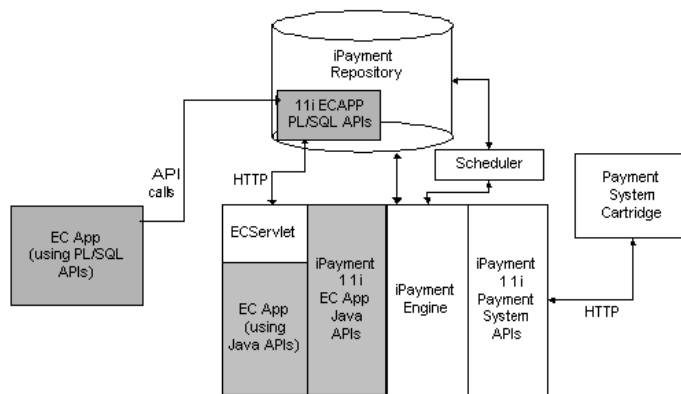 iPayment
Repository
11i ECAPP
PL/SQL APIs
API
calls
HTTP
Scheduler
Payment
System
Cartridge
EC App
(using PL/SQL
APIs)
ECServlet
EC App
(using
Java APIs)
iPayment
11i
EC App
Java
APIs
iPayment
Engine
iPayment
11i
Payment
System
APIs
HTTP